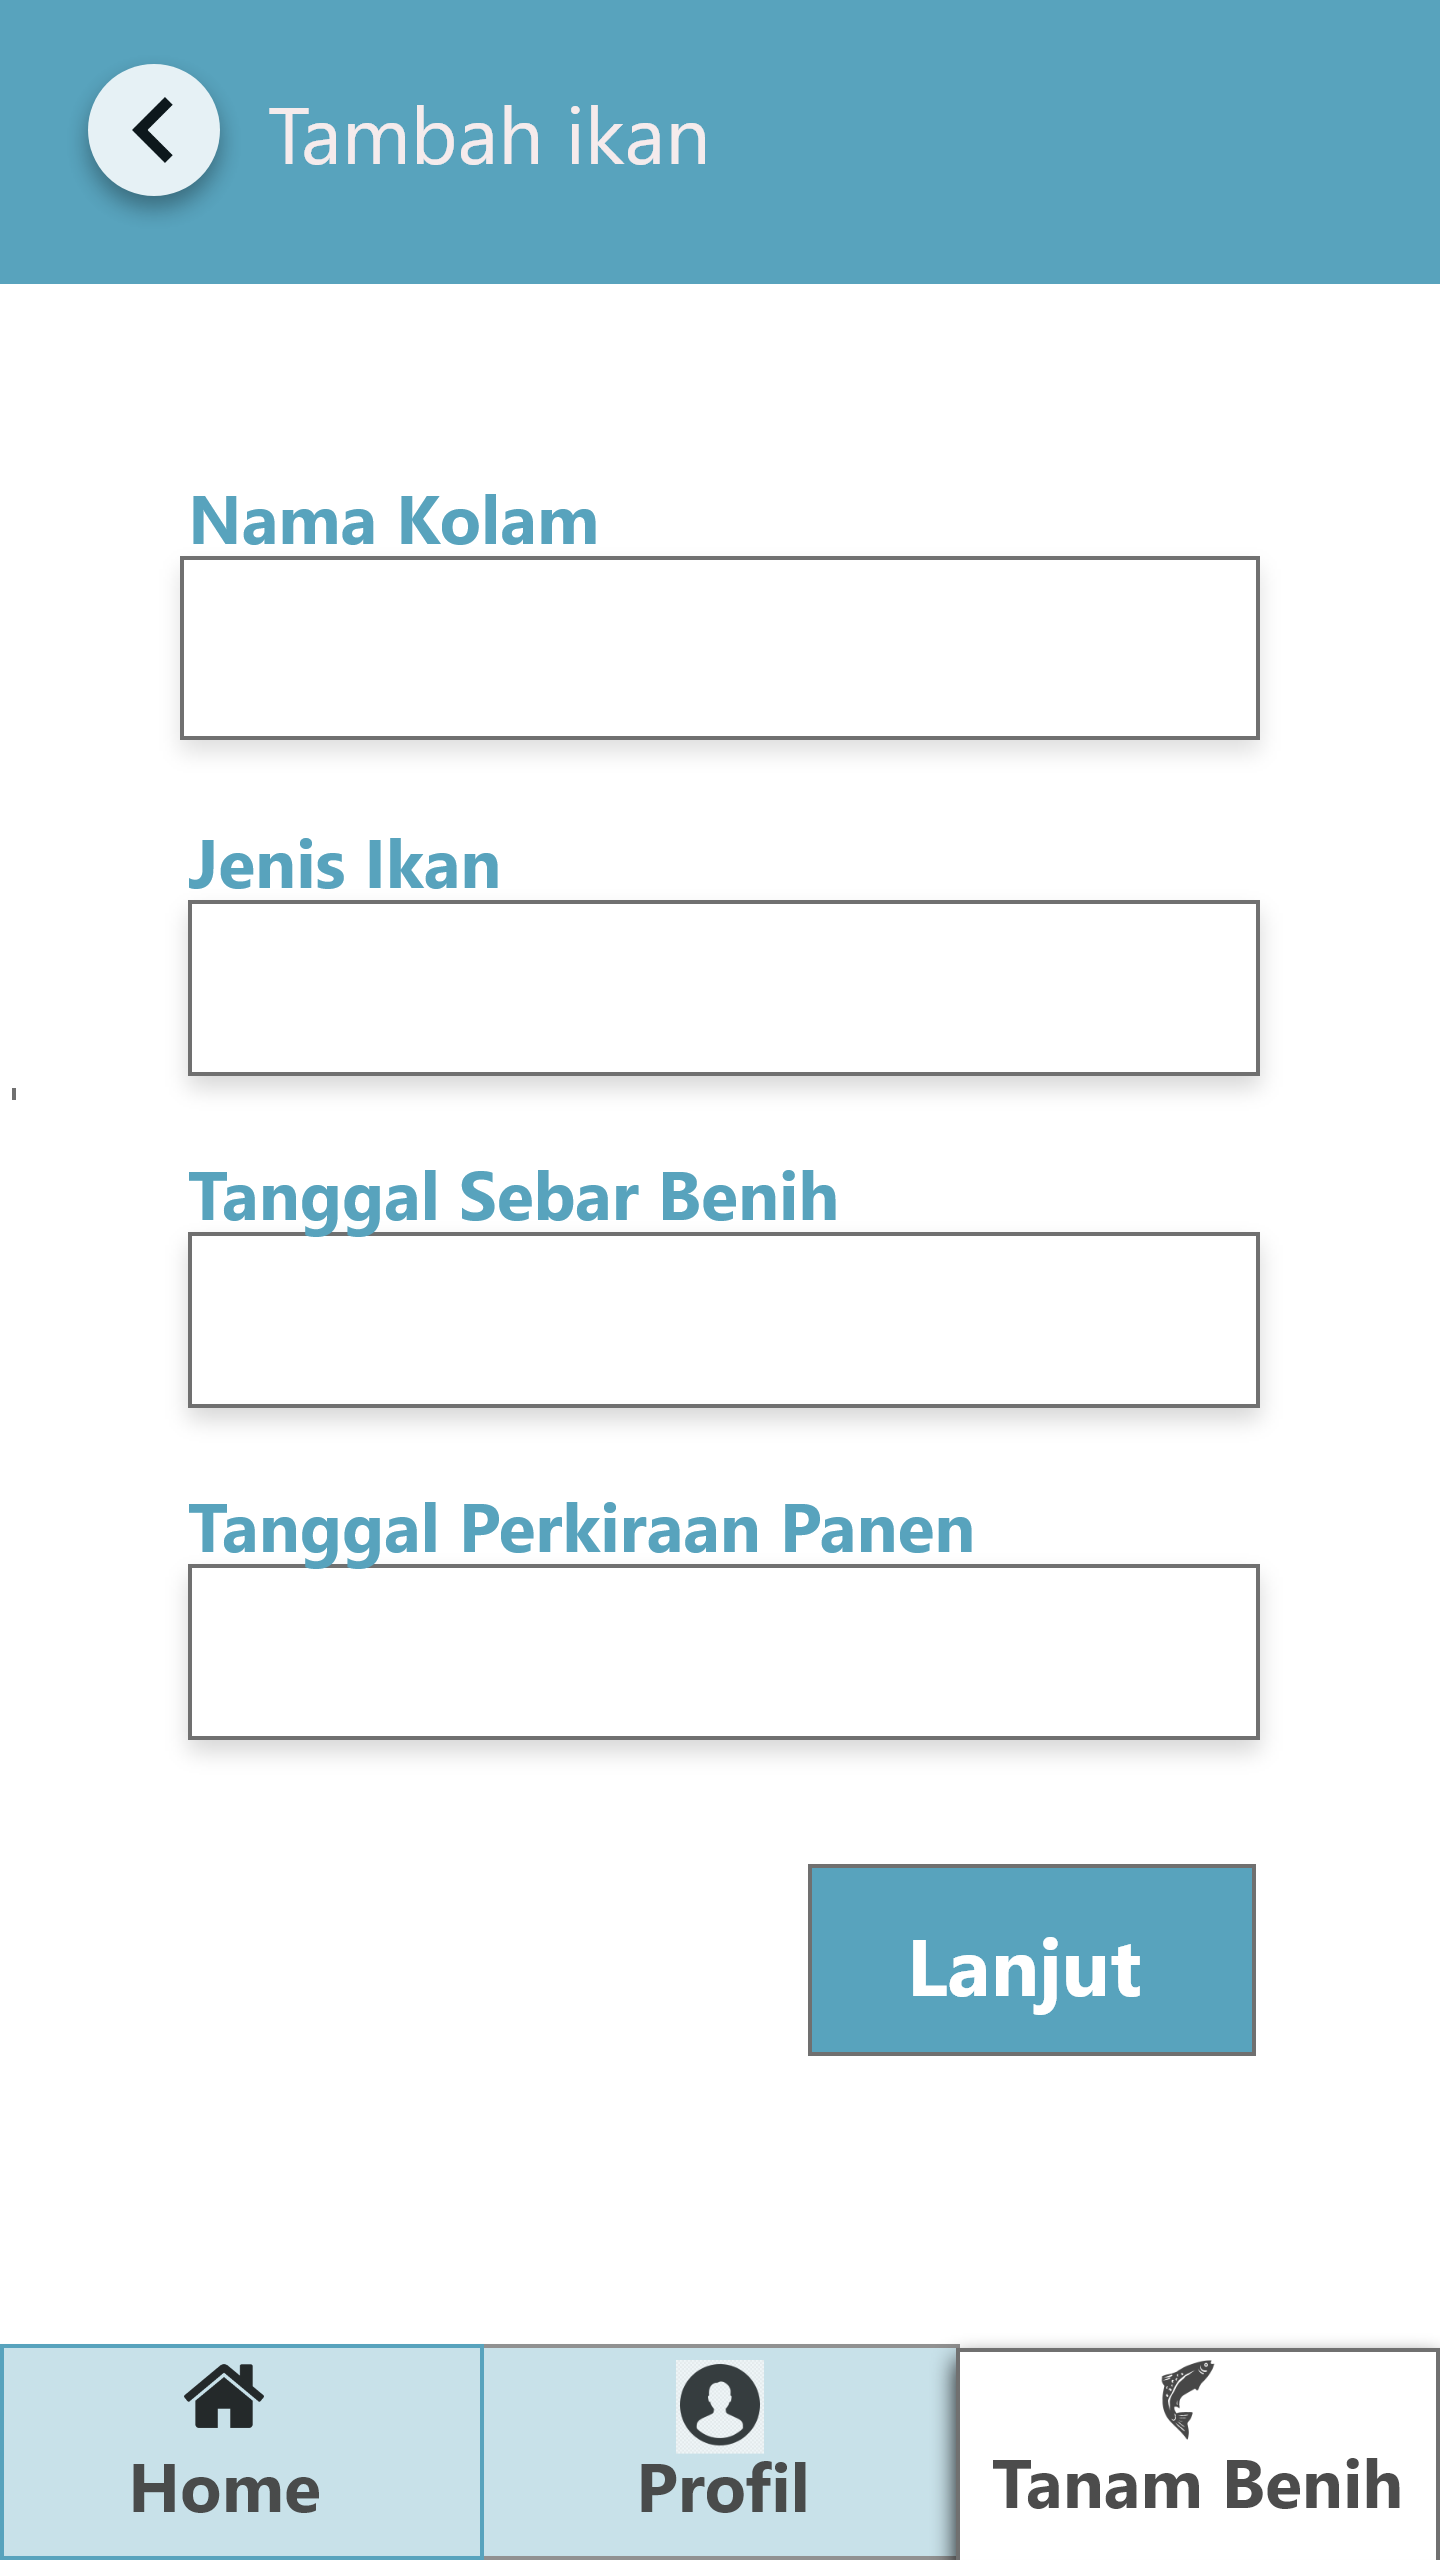 Tambah ikan
Nama Kolam
Jenis Ikan
Tanggal Sebar Benih
Tanggal Perkiraan Panen
Lanjut
Home
Profil
Tanam Benih